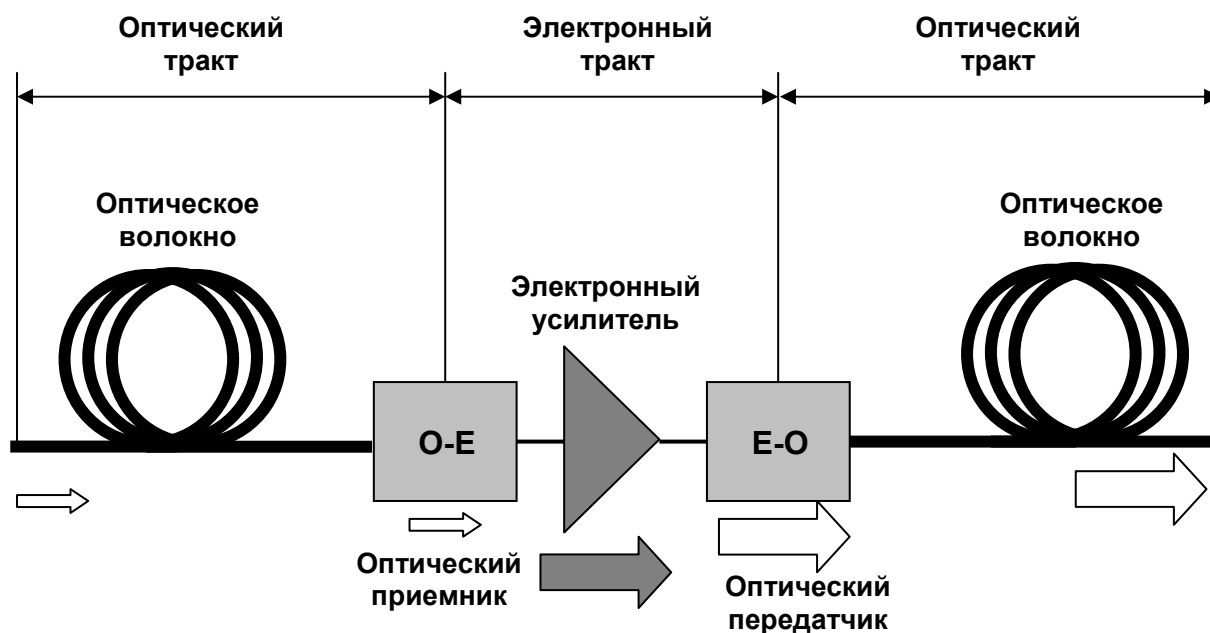 Оптический
тракт
Электронный
тракт
Оптический
тракт
Оптическое
волокно
Оптическое
волокно
Электронный
усилитель
O-E
E-O
Оптический
приемник
Оптический
передатчик